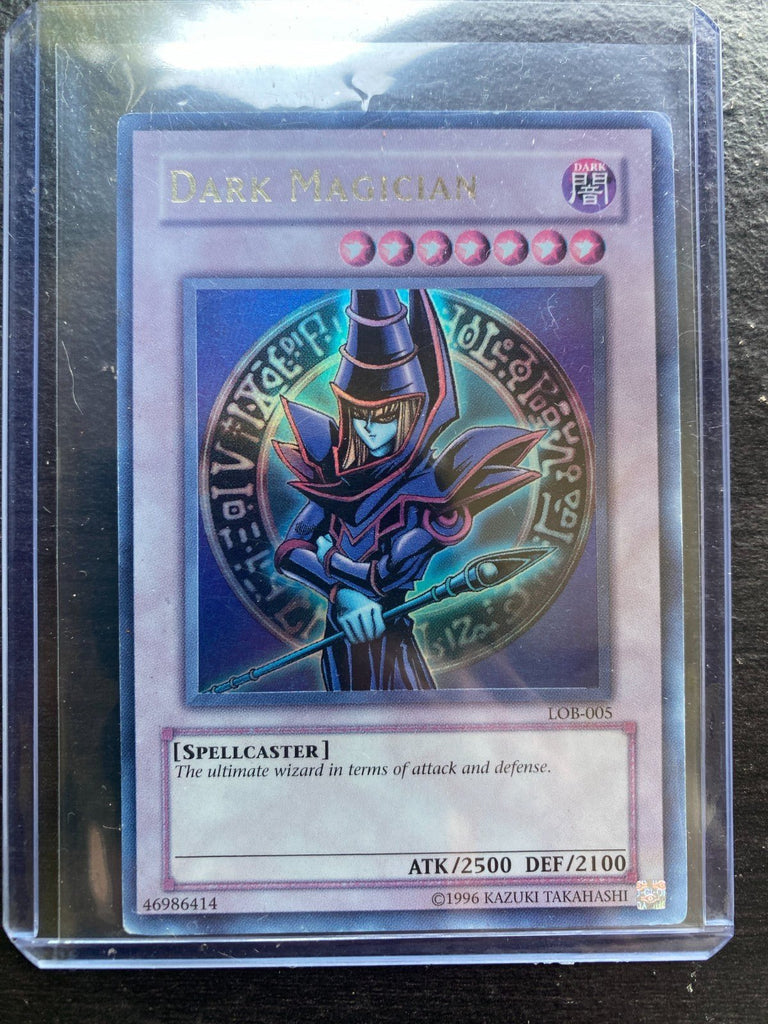 DARK MAGICIAN
DARK
闇
LOB-005
[SPELLCASTER]
The ultimate wizard in terms of attack and defense.
ATK/2500 DEF/2100
46986414
©1996 KAZUKI TAKAHASHI